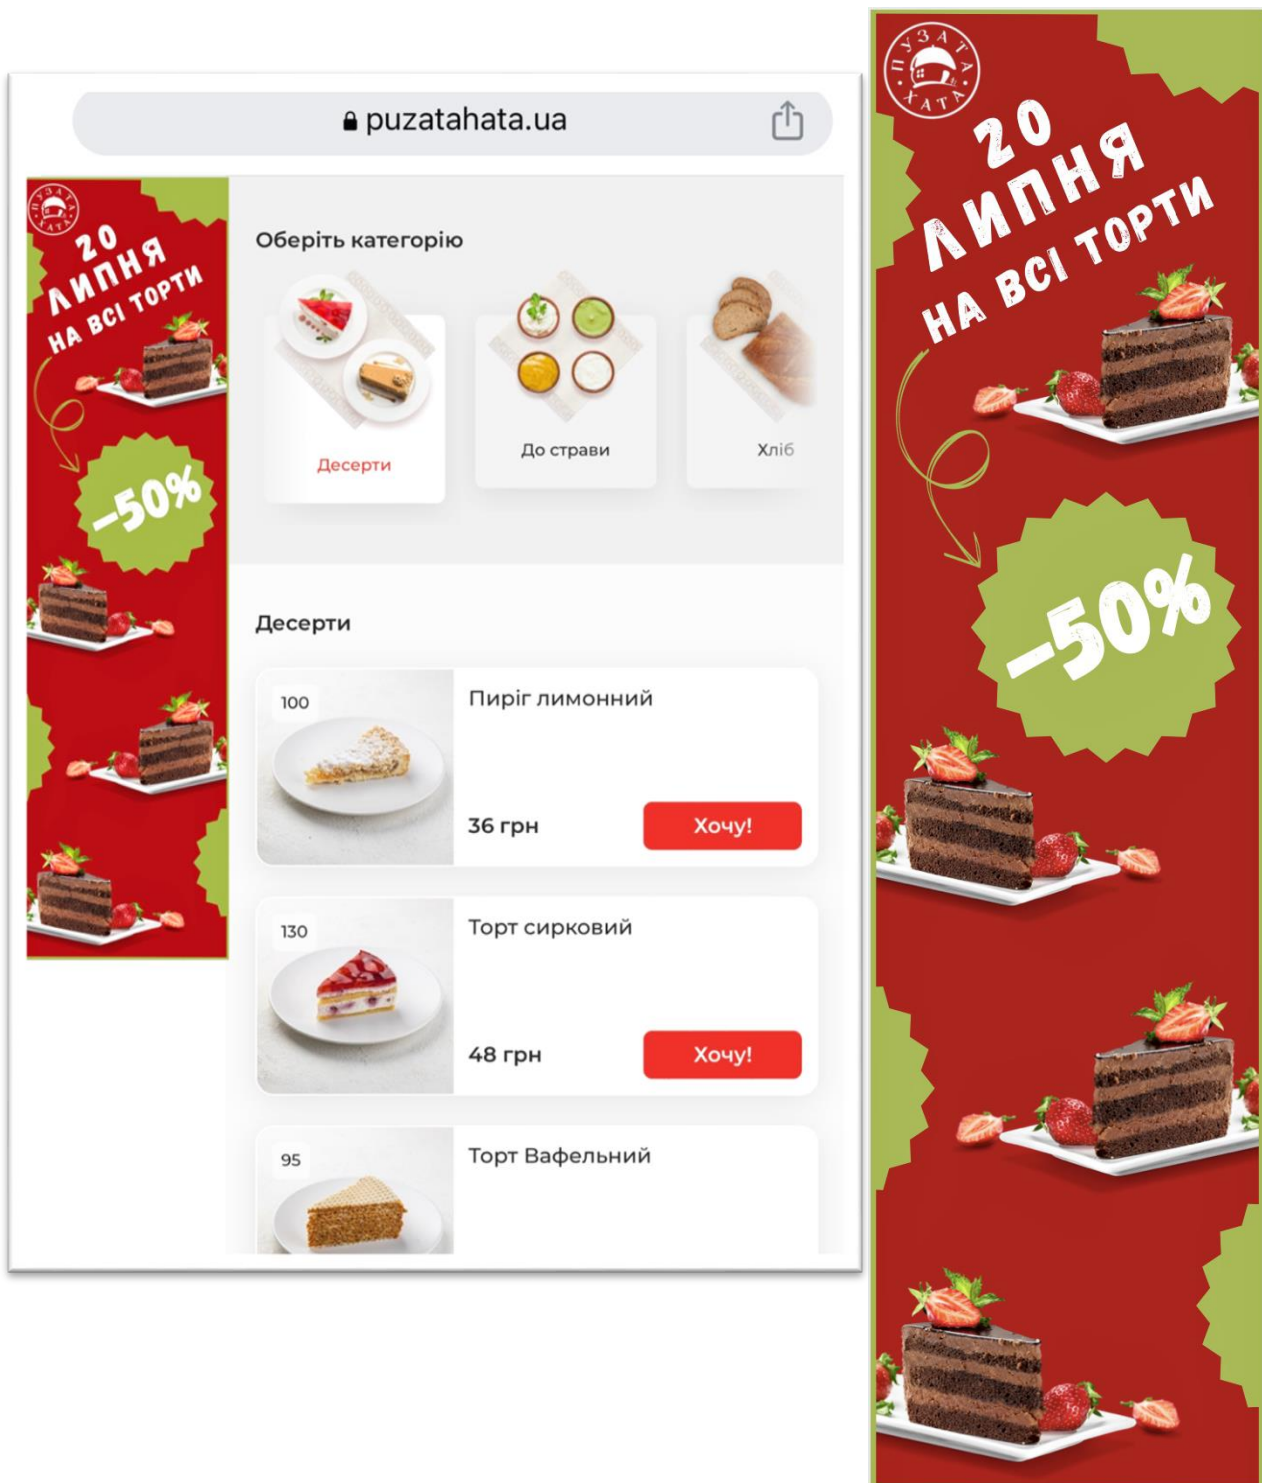 puzatahata.ua
ПУЗАТА ХАТА
20
ЛИПНЯ
НА ВСІ ТОРТИ
-50%
Оберіть категорію
Десерти
До страви
Хліб
Десерти
100
Пиріг лимонний
36 грн
Хочу!
130
Торт сирковий
48 грн
Хочу!
95
Торт Вафельний
ПУЗАТА ХАТА
20
ЛИПНЯ
НА ВСІ ТОРТИ
-50%